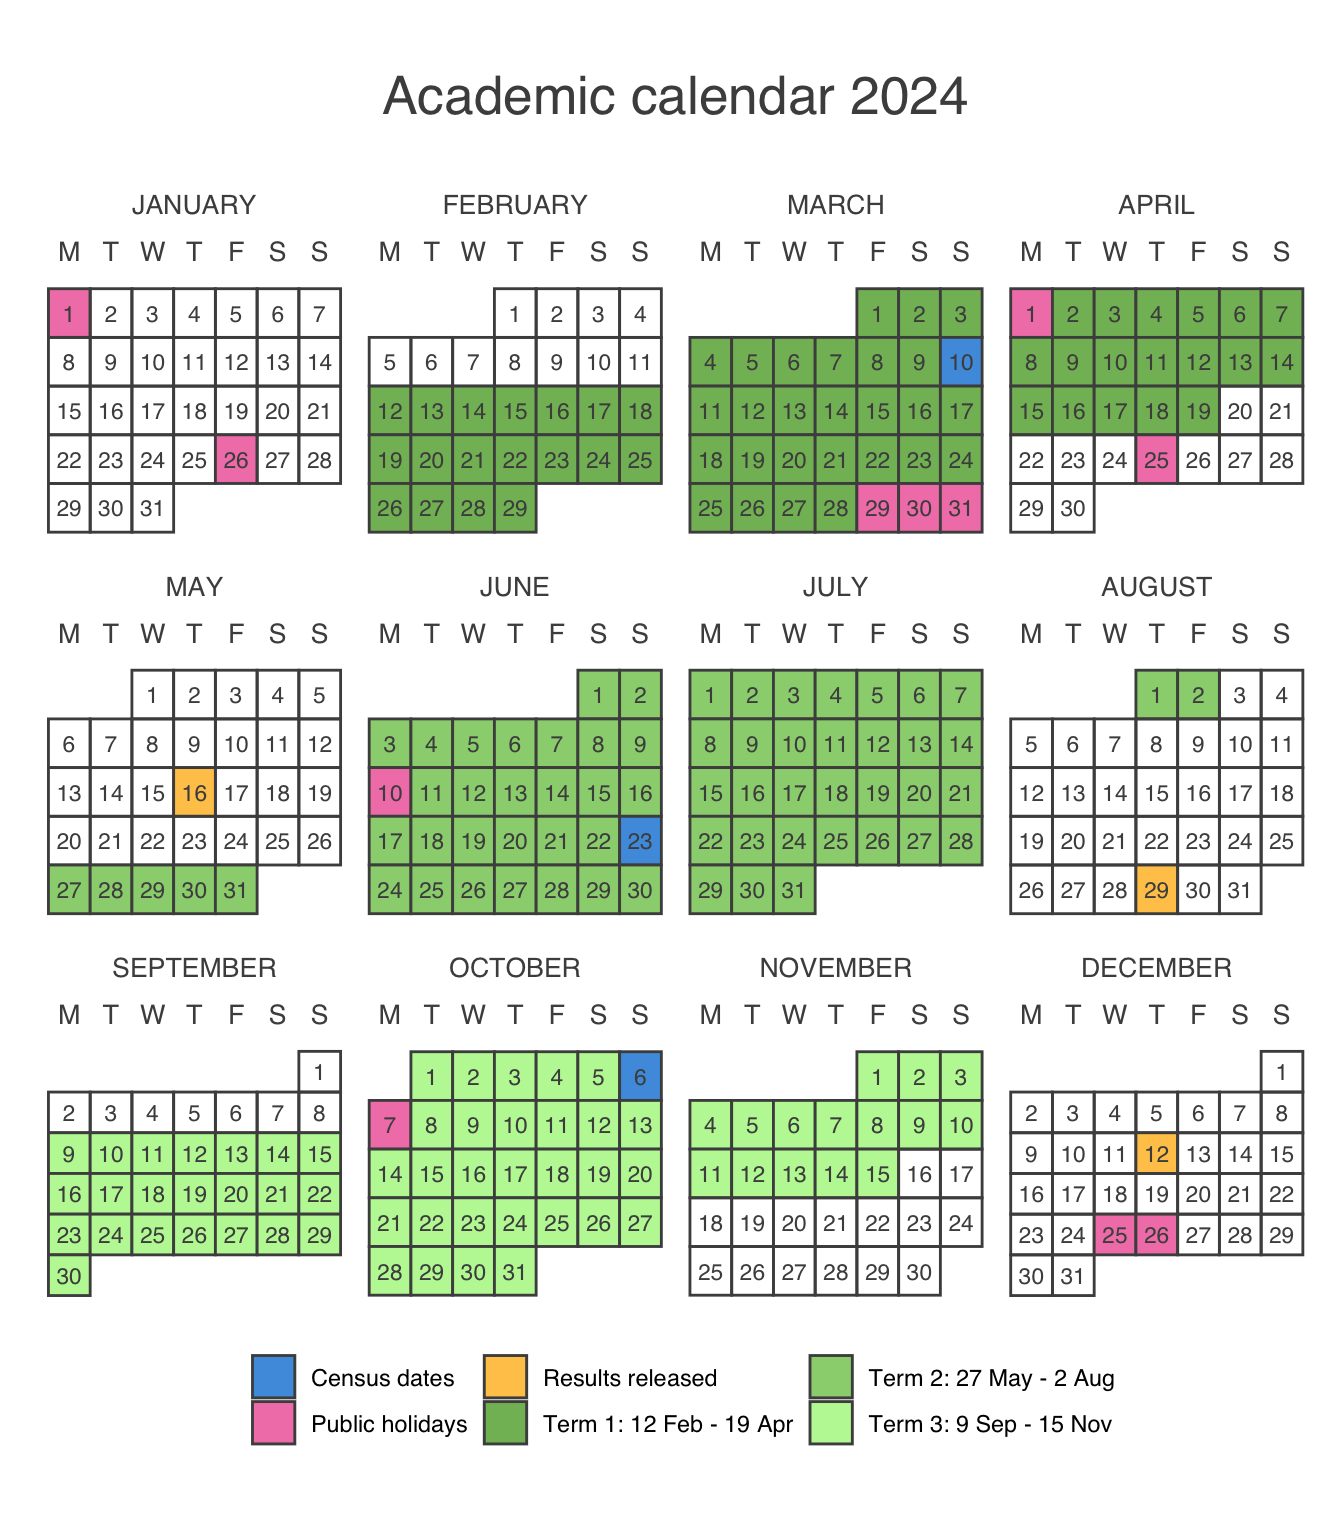 Academic calendar 2024
JANUARY
M T W T F S S
1 2 3 4 5 6 7
8 9 10 11 12 13 14
15 16 17 18 19 20 21
22 23 24 25 26 27 28
29 30 31
FEBRUARY
M T W T F S S
1 2 3 4
5 6 7 8 9 10 11
12 13 14 15 16 17 18
19 20 21 22 23 24 25
26 27 28 29
MARCH
M T W T F S S
1 2 3
4 5 6 7 8 9 10
11 12 13 14 15 16 17
18 19 20 21 22 23 24
25 26 27 28 29 30 31
APRIL
M T W T F S S
1 2 3 4 5 6 7
8 9 10 11 12 13 14
15 16 17 18 19 20 21
22 23 24 25 26 27 28
29 30
MAY
M T W T F S S
1 2 3 4 5
6 7 8 9 10 11 12
13 14 15 16 17 18 19
20 21 22 23 24 25 26
27 28 29 30 31
JUNE
M T W T F S S
1 2
3 4 5 6 7 8 9
10 11 12 13 14 15 16
17 18 19 20 21 22 23
24 25 26 27 28 29 30
JULY
M T W T F S S
1 2 3 4 5 6 7
8 9 10 11 12 13 14
15 16 17 18 19 20 21
22 23 24 25 26 27 28
29 30 31
AUGUST
M T W T F S S
1 2 3 4
5 6 7 8 9 10 11
12 13 14 15 16 17 18
19 20 21 22 23 24 25
26 27 28 29 30 31
SEPTEMBER
M T W T F S S
1
2 3 4 5 6 7 8
9 10 11 12 13 14 15
16 17 18 19 20 21 22
23 24 25 26 27 28 29
30
OCTOBER
M T W T F S S
1 2 3 4 5 6
7 8 9 10 11 12 13
14 15 16 17 18 19 20
21 22 23 24 25 26 27
28 29 30 31
NOVEMBER
M T W T F S S
1 2 3
4 5 6 7 8 9 10
11 12 13 14 15 16 17
18 19 20 21 22 23 24
25 26 27 28 29 30
DECEMBER
M T W T F S S
1
2 3 4 5 6 7 8
9 10 11 12 13 14 15
16 17 18 19 20 21 22
23 24 25 26 27 28 29
30 31
Census dates
Public holidays
Results released
Term 1: 12 Feb - 19 Apr
Term 2: 27 May - 2 Aug
Term 3: 9 Sep - 15 Nov